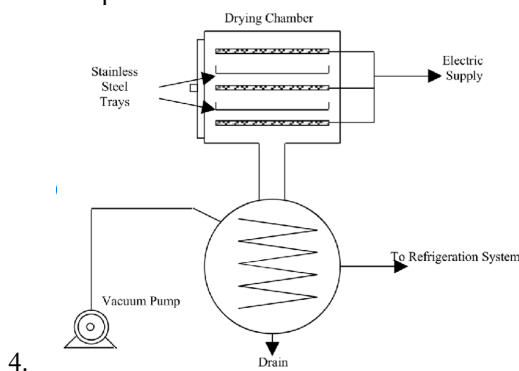 Drying Chamber
Stainless
Steel
Trays
Electric
Supply
To Refrigeration System
Vacuum Pump
Drain
4.